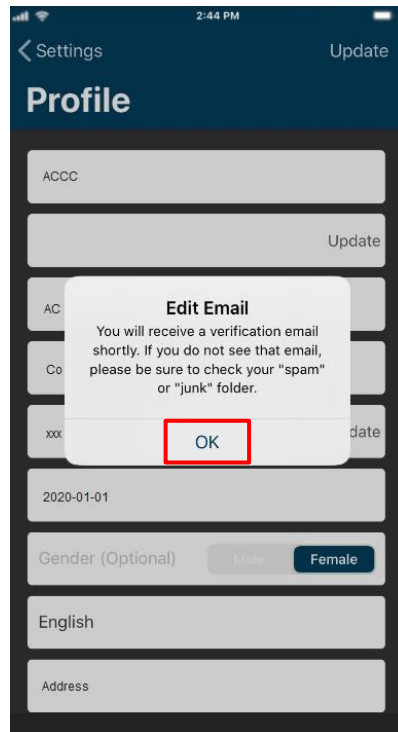 2:44 PM
Settings Update
Profile
ACCC
Update
AC
Edit Email
You will receive a verification email
shortly. If you do not see that email,
please be sure to check your "spam"
or "junk" folder.
Co
xxx date
OK
2020-01-01
Gender (Optional) Male Female
English
Address